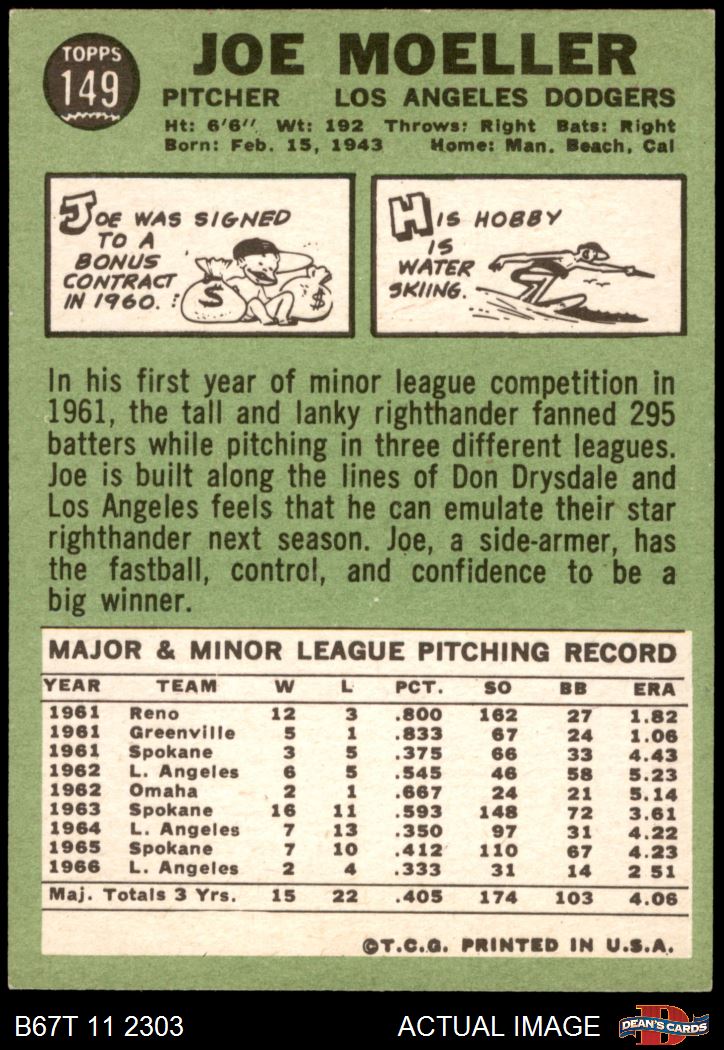 TOPPS
149
JOE MOELLER
PITCHER LOS ANGELES DODGERS
Ht: 6'6" Wt: 192 Throws: Right Bats: Right
Born: Feb. 15, 1943 Home: Man. Beach, Cal
JOE WAS SIGNED
TO A
BONUS
CONTRACT
IN 1960.
$
$
HIS HOBBY
IS
WATER
SKIING.
In his first year of minor league competition in
1961, the tall and lanky righthander fanned 295
batters while pitching in three different leagues.
Joe is built along the lines of Don Drysdale and
Los Angeles feels that he can emulate their star
righthander next season. Joe, a side-armer, has
the fastball, control, and confidence to be a
big winner.
MAJOR & MINOR LEAGUE PITCHING RECORD
YEAR TEAM W L PCT. SO BB ERA
1961 Reno 12 3 .800 162 27 1.82
1961 Greenville 5 1 .833 67 24 1.06
1961 Spokane 3 5 .375 66 33 4.43
1962 L. Angeles 6 5 .545 46 58 5.23
1962 Omaha 2 1 .667 24 21 5.14
1963 Spokane 16 11 .593 148 72 3.61
1964 L. Angeles 7 13 .350 97 31 4.22
1965 Spokane 7 10 .412 110 67 4.23
1966 L. Angeles 2 4 .333 31 14 2 51
Maj. Totals 3 Yrs. 15 22 .405 174 103 4.06
©T.C.G. PRINTED IN U.S.A.
B67T 11 2303 ACTUAL IMAGE
D
DEAN'S CARDS